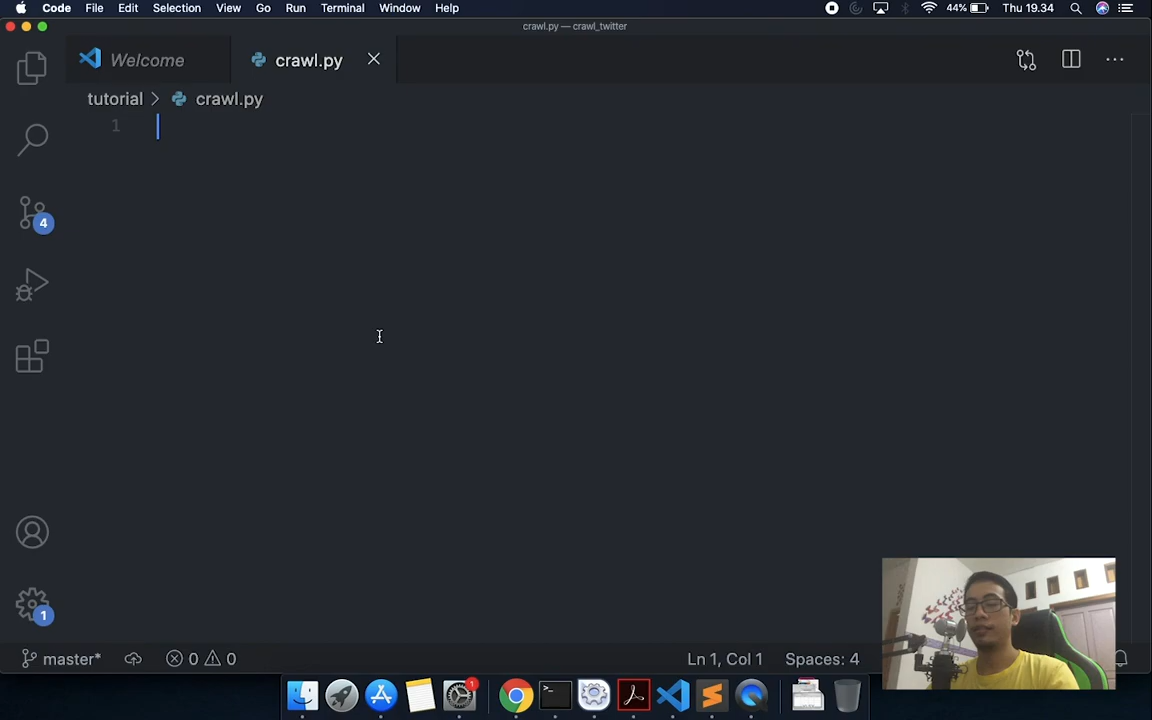 Code File Edit Selection View Go Run Terminal Window Help 44% Thu 19.34
crawl.py — crawl_twitter
Welcome crawl.py
tutorial > crawl.py
1
4
1
master* 0 0 Ln 1, Col 1 Spaces: 4
1